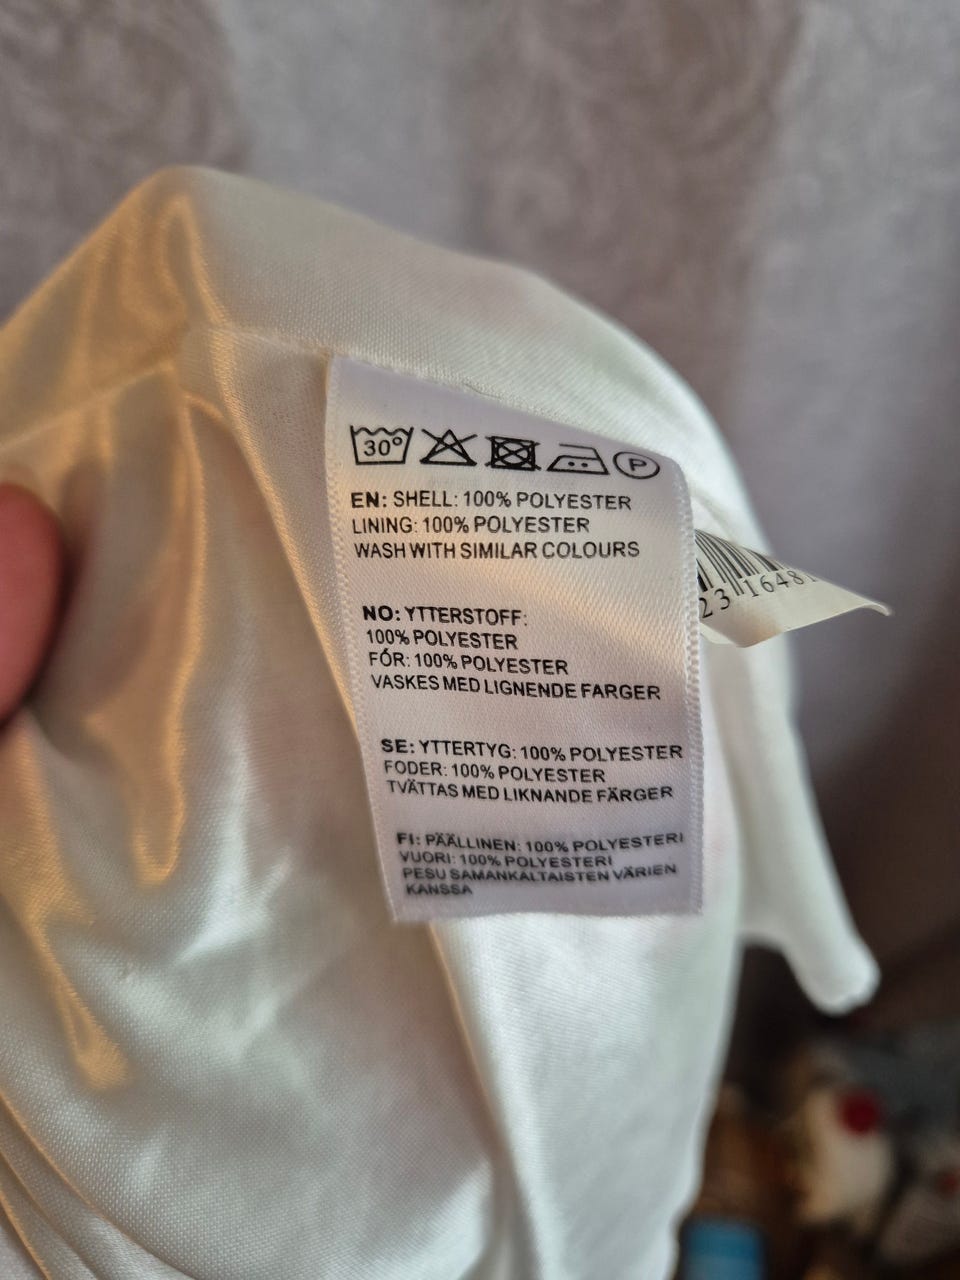 30°
P
EN: SHELL: 100% POLYESTER
LINING: 100% POLYESTER
WASH WITH SIMILAR COLOURS
NO: YTTERSTOFF:
100% POLYESTER
FÓR: 100% POLYESTER
VASKES MED LIGNENDE FARGER
SE: YTTERTYG: 100% POLYESTER
FODER: 100% POLYESTER
TVÄTTAS MED LIKNANDE FÄRGER
FI: PÄÄLLINEN: 100% POLYESTERI
VUORI: 100% POLYESTERI
PESU SAMANKALTAISTEN VÄRIEN
KANSSA
23 16481